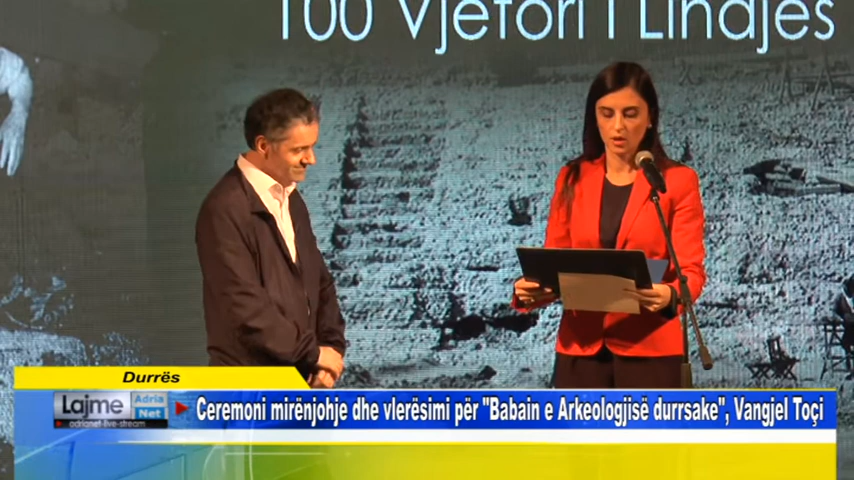 100 Vjetori i Lindjes
Durrës
Lajme Adria Net
adrianet-live-stream
Ceremoni mirënjohje dhe vlerësimi për "Babain e Arkeologjisë durrsake", Vangjel Toçi